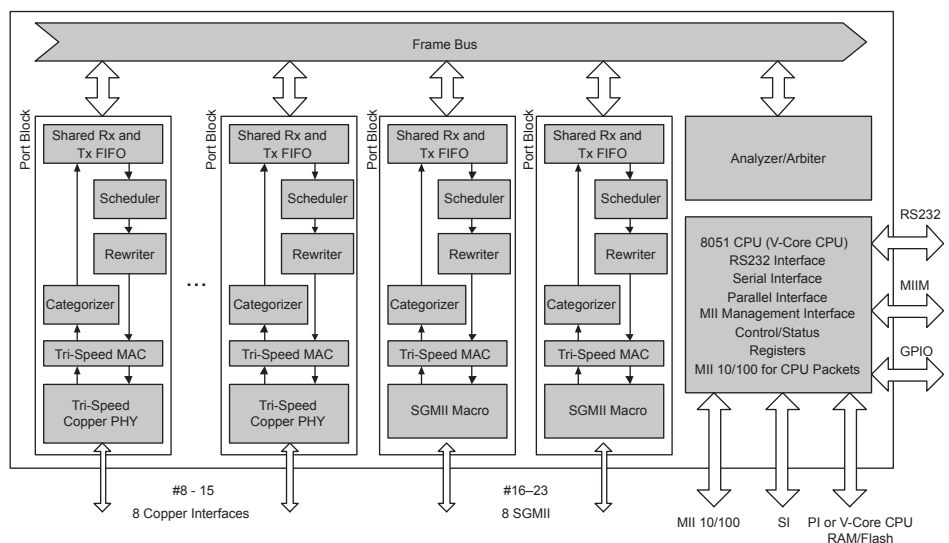 Frame Bus
Port Block
Shared Rx and
Tx FIFO
Scheduler
Rewriter
Categorizer
Tri-Speed MAC
Tri-Speed
Copper PHY
...
Port Block
Shared Rx and
Tx FIFO
Scheduler
Rewriter
Categorizer
Tri-Speed MAC
Tri-Speed
Copper PHY
Port Block
Shared Rx and
Tx FIFO
Scheduler
Rewriter
Categorizer
Tri-Speed MAC
SGMII Macro
Port Block
Shared Rx and
Tx FIFO
Scheduler
Rewriter
Categorizer
Tri-Speed MAC
SGMII Macro
Analyzer/Arbiter
8051 CPU (V-Core CPU)
RS232 Interface
Serial Interface
Parallel Interface
MII Management Interface
Control/Status
Registers
MII 10/100 for CPU Packets
RS232
MIIM
GPIO
#8 - 15
8 Copper Interfaces
#16–23
8 SGMII
MII 10/100
SI
PI or V-Core CPU
RAM/Flash